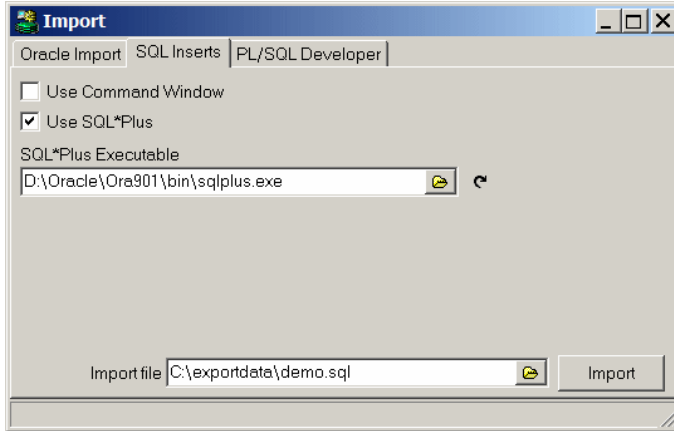 Import
Oracle Import SQL Inserts PL/SQL Developer
Use Command Window
Use SQL*Plus
SQL*Plus Executable
D:\Oracle\Ora901\bin\sqlplus.exe
Import file C:\exportdata\demo.sql Import